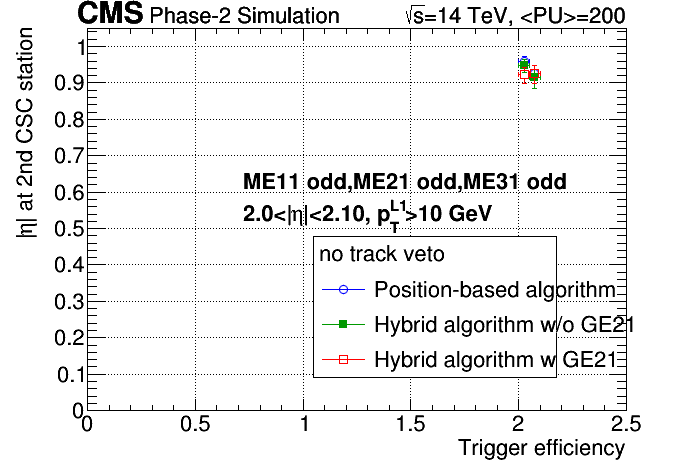 CMS Phase-2 Simulation √s=14 TeV, <PU>=200
|η| at 2nd CSC station
1
0.9
0.8
0.7
0.6
0.5
0.4
0.3
0.2
0.1
0
ME11 odd,ME21 odd,ME31 odd
2.0<|η|<2.10, p_T^L1>10 GeV
no track veto
Position-based algorithm
Hybrid algorithm w/o GE21
Hybrid algorithm w GE21
0 0.5 1 1.5 2 2.5
Trigger efficiency